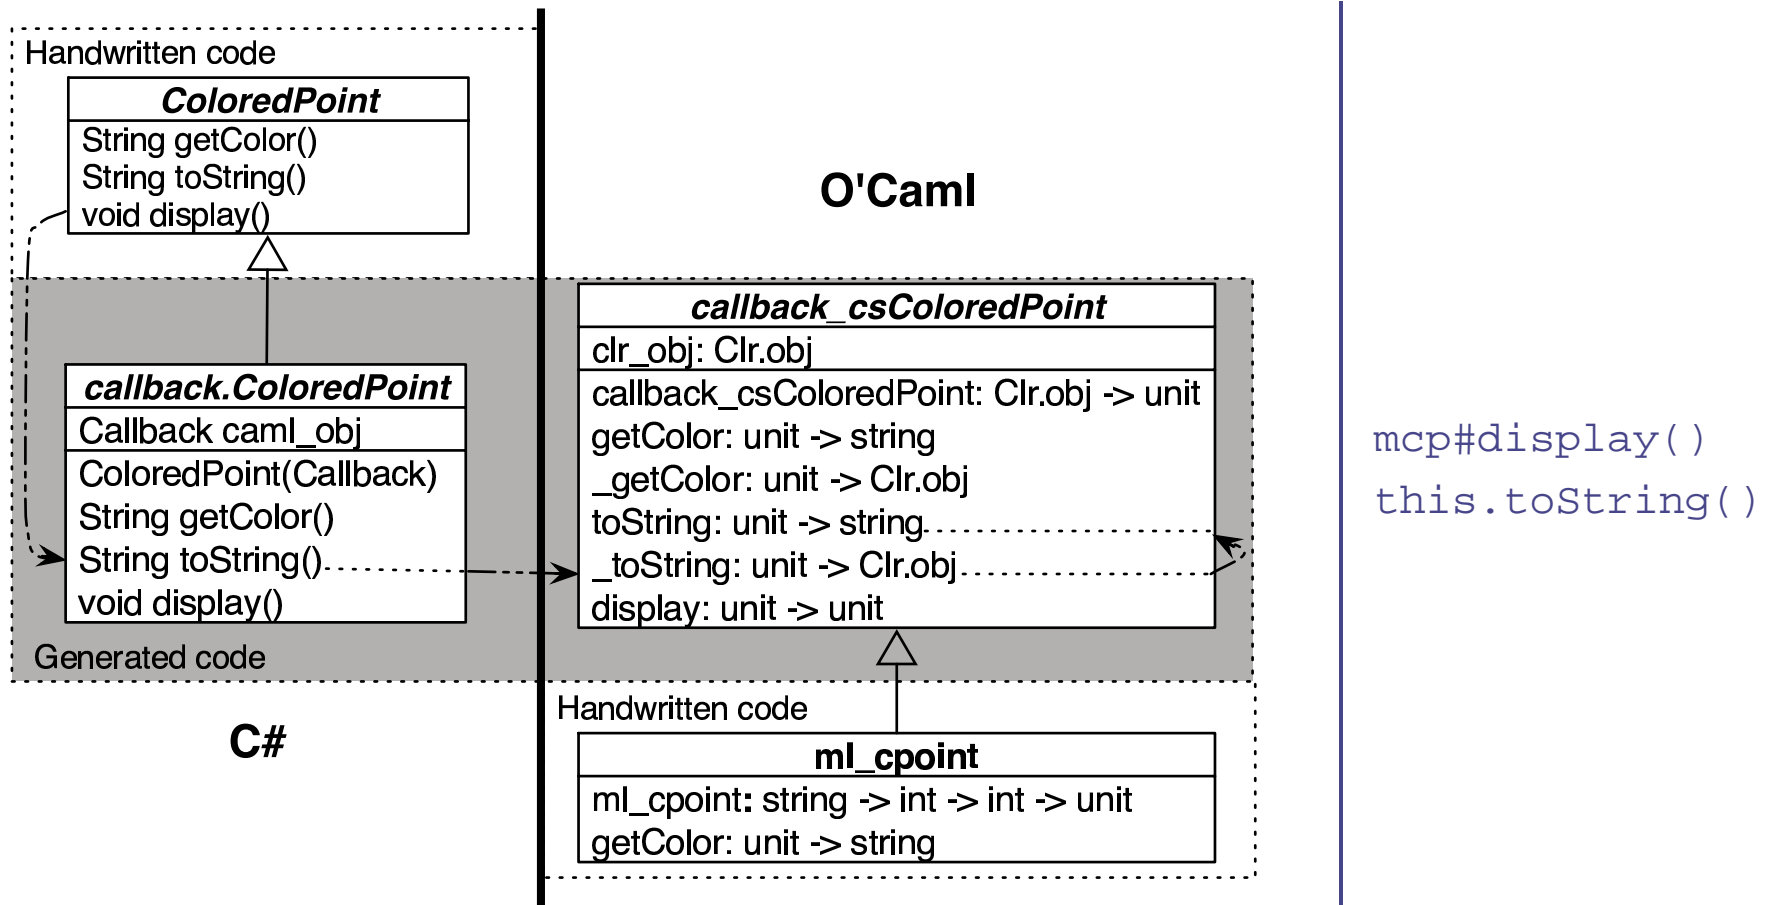 Handwritten code
ColoredPoint
String getColor()
String toString()
void display()
callback.ColoredPoint
Callback caml_obj
ColoredPoint(Callback)
String getColor()
String toString()
void display()
Generated code
C#
O'Caml
callback_csColoredPoint
clr_obj: Clr.obj
callback_csColoredPoint: Clr.obj -> unit
getColor: unit -> string
_getColor: unit -> Clr.obj
toString: unit -> string
_toString: unit -> Clr.obj
display: unit -> unit
Handwritten code
ml_cpoint
ml_cpoint: string -> int -> int -> unit
getColor: unit -> string
mcp#display()
this.toString()